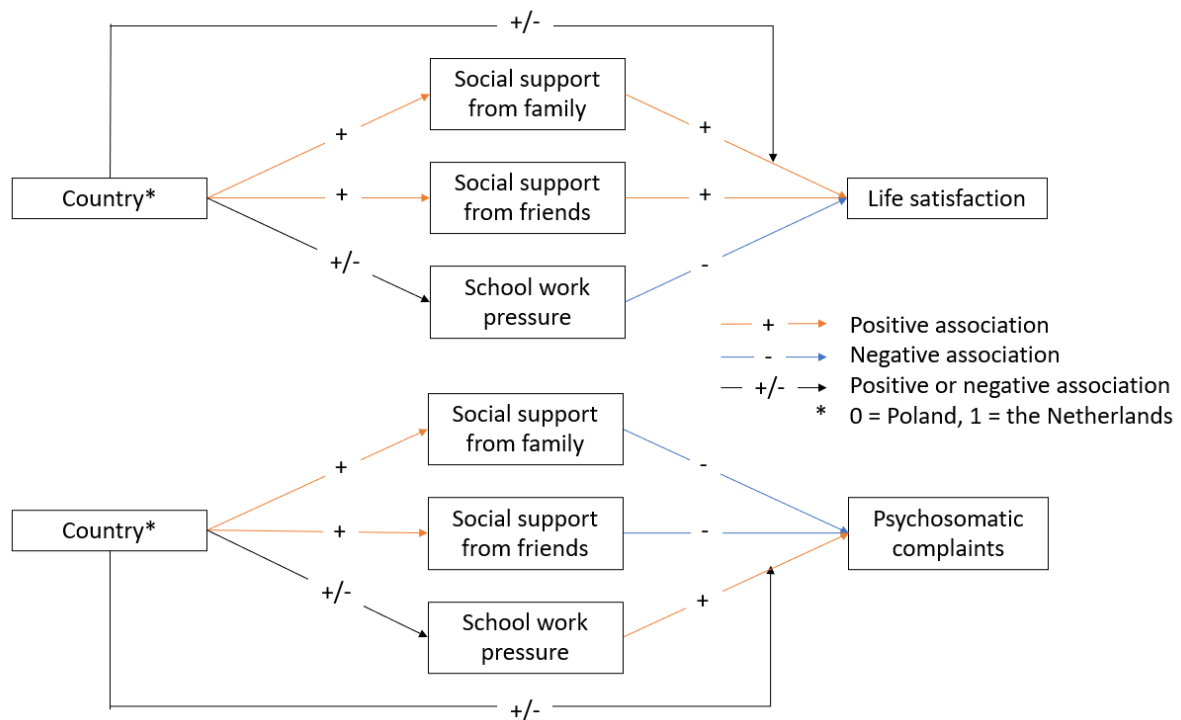 +/-
Social support
from family
+
+
Country*
+
Social support
from friends
+
Life satisfaction
+/-
School work
pressure
-
+ Positive association
- Negative association
+/- Positive or negative association
* 0 = Poland, 1 = the Netherlands
Social support
from family
+
-
Country*
+
Social support
from friends
-
Psychosomatic
complaints
+/-
School work
pressure
+
+/-